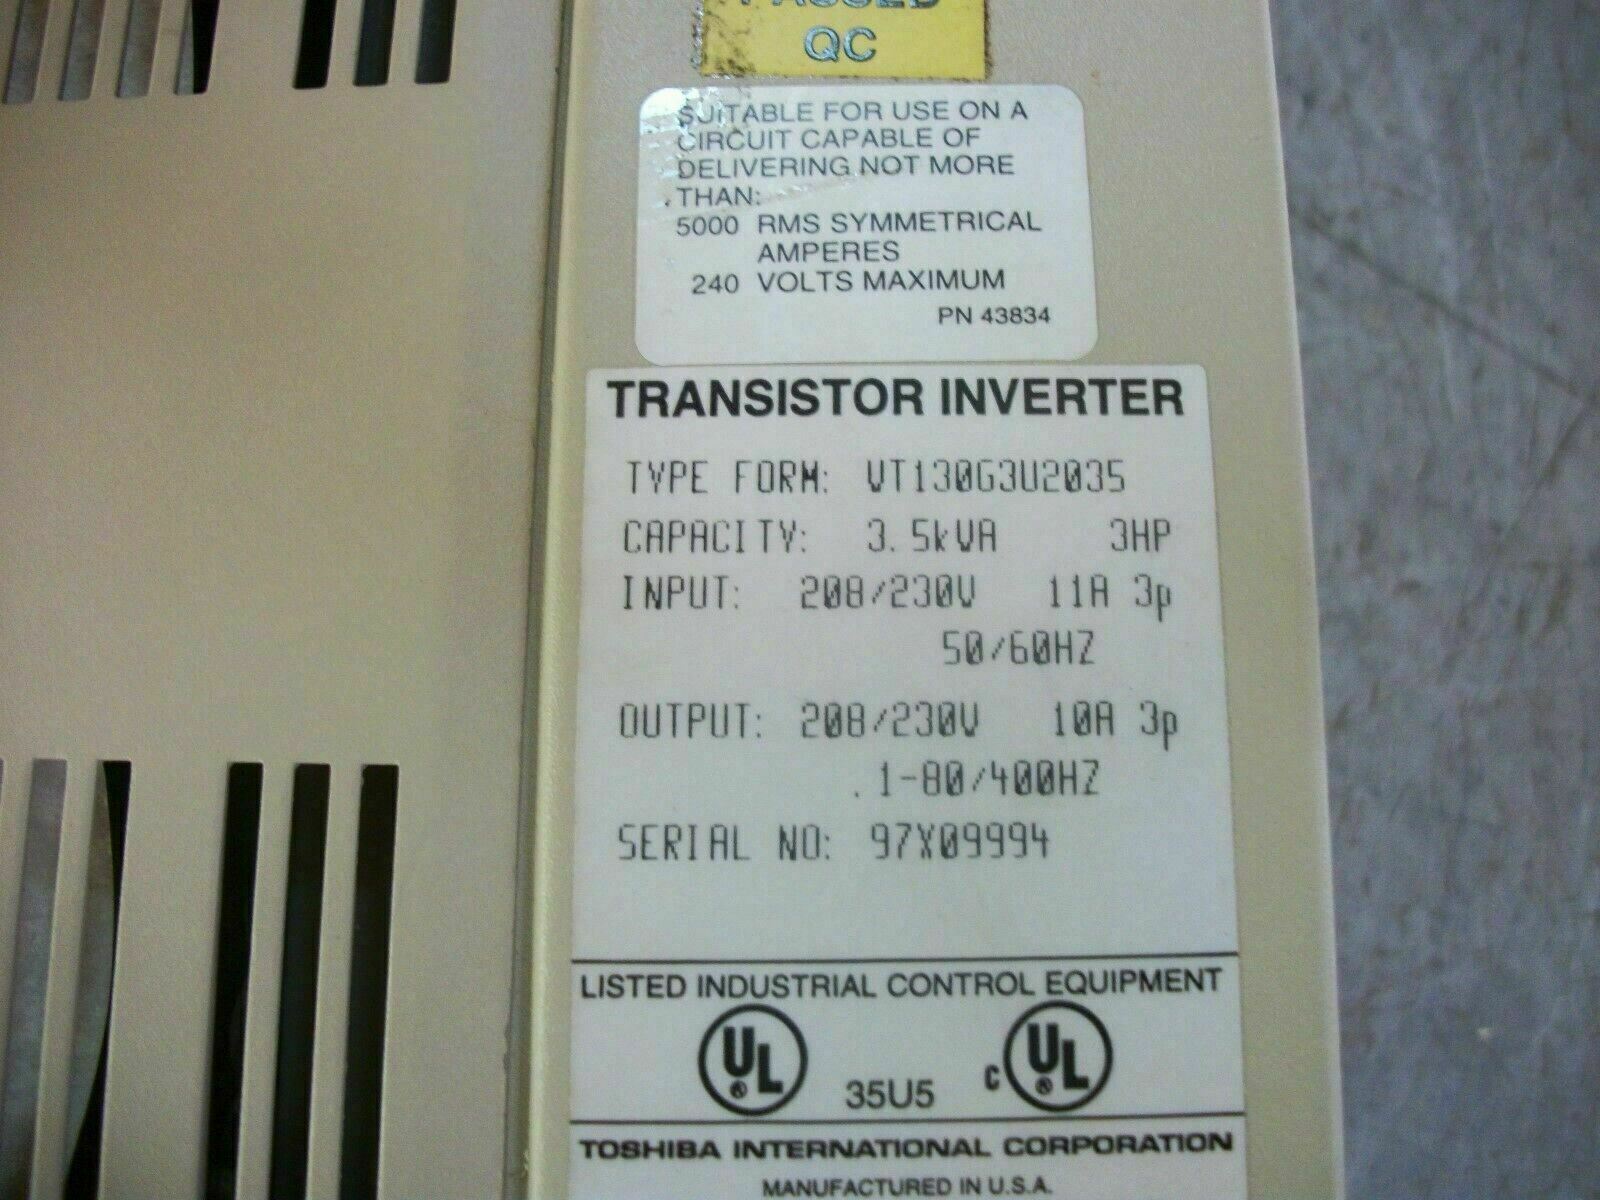 PASSED
QC
SUITABLE FOR USE ON A
CIRCUIT CAPABLE OF
DELIVERING NOT MORE
THAN:
5000 RMS SYMMETRICAL
AMPERES
240 VOLTS MAXIMUM
PN 43834
TRANSISTOR INVERTER
TYPE FORM: VT130G3U2035
CAPACITY: 3.5kVA 3HP
INPUT: 208/230V 11A 3p
50/60HZ
OUTPUT: 208/230V 10A 3p
.1-80/400HZ
SERIAL NO: 97X09994
LISTED INDUSTRIAL CONTROL EQUIPMENT
UL ® 35U5 c UL ®
TOSHIBA INTERNATIONAL CORPORATION
MANUFACTURED IN U.S.A.